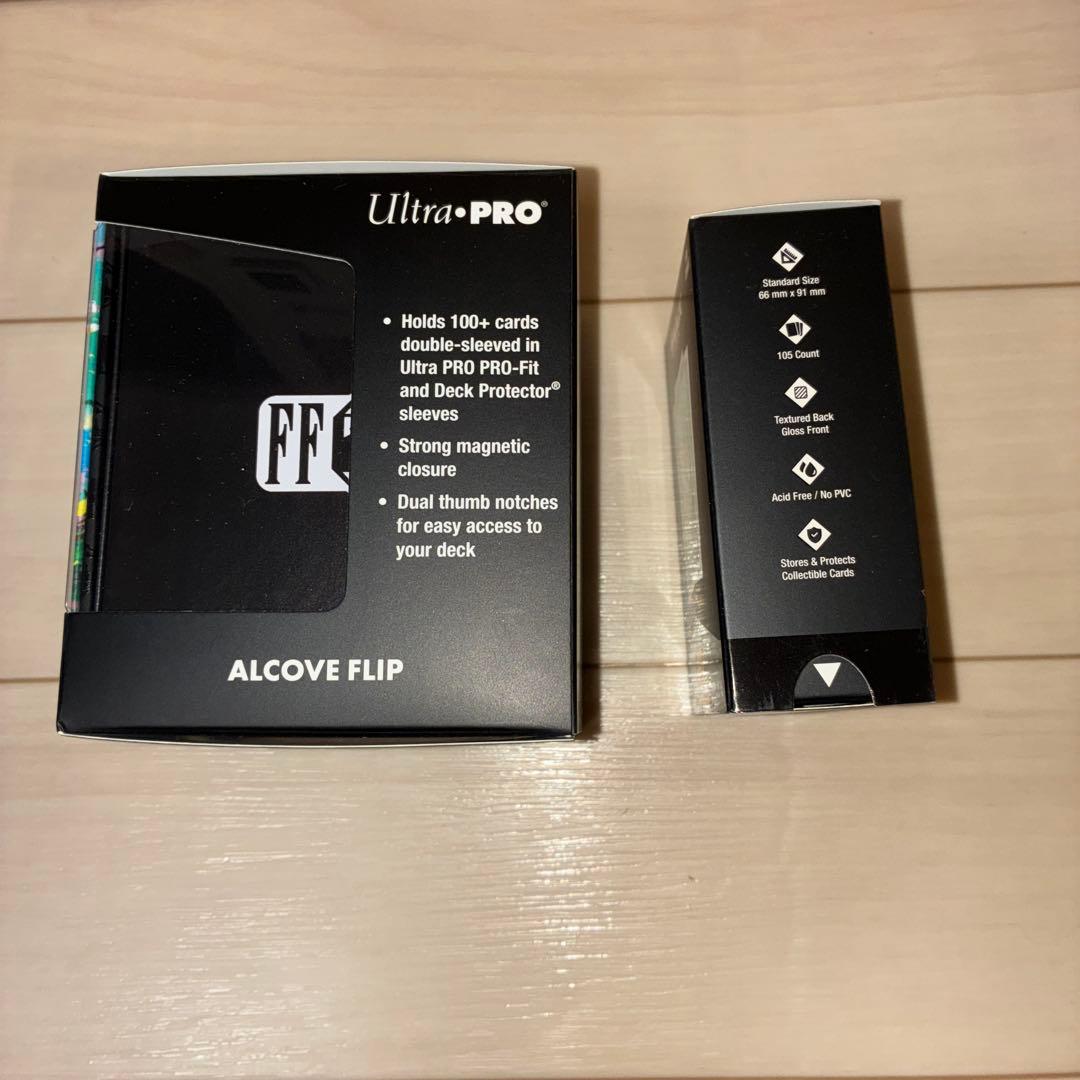 Ultra•PRO®
• Holds 100+ cards
double-sleeved in
Ultra PRO PRO-Fit
and Deck Protector®
sleeves
• Strong magnetic
closure
• Dual thumb notches
for easy access to
your deck
FF
ALCOVE FLIP
Standard Size
66 mm x 91 mm
105 Count
Textured Back
Gloss Front
Acid Free / No PVC
Stores & Protects
Collectible Cards